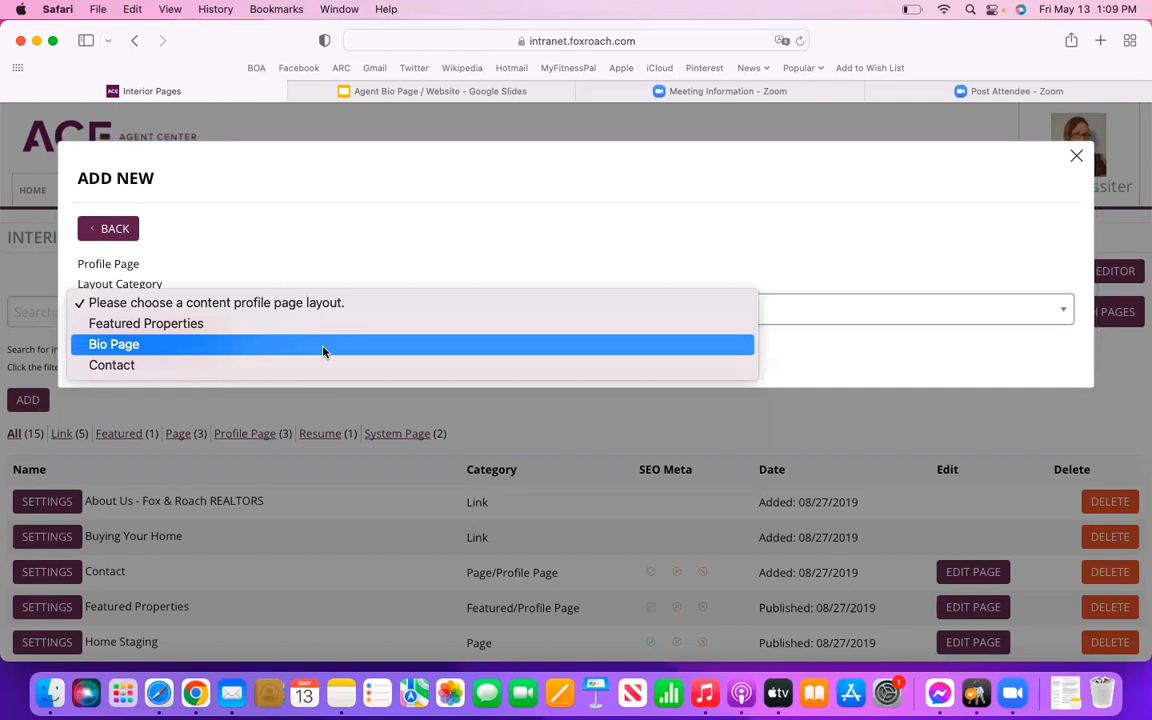 Safari File Edit View History Bookmarks Window Help Fri May 13 1:09 PM
intranet.foxroach.com
BOA Facebook ARC Gmail Twitter Wikipedia Hotmail MyFitnessPal Apple iCloud Pinterest News Popular Add to Wish List
ACE Interior Pages Agent Bio Page / Website - Google Slides Meeting Information - Zoom Post Attendee - Zoom
ACE AGENT CENTER
ssiter
HOME
INTERI
EDITOR
Search
H PAGES
Search for i
Click the filte
ADD NEW
BACK
Profile Page
Layout Category
✓ Please choose a content profile page layout.
Featured Properties
Bio Page
Contact
ADD
All (15) Link (5) Featured (1) Page (3) Profile Page (3) Resume (1) System Page (2)
Name Category SEO Meta Date Edit Delete
SETTINGS About Us - Fox & Roach REALTORS Link Added: 08/27/2019 DELETE
SETTINGS Buying Your Home Link Added: 08/27/2019 DELETE
SETTINGS Contact Page/Profile Page Added: 08/27/2019 EDIT PAGE DELETE
SETTINGS Featured Properties Featured/Profile Page Published: 08/27/2019 EDIT PAGE DELETE
SETTINGS Home Staging Page Published: 08/27/2019 EDIT PAGE DELETE
MAY
13
tv
1